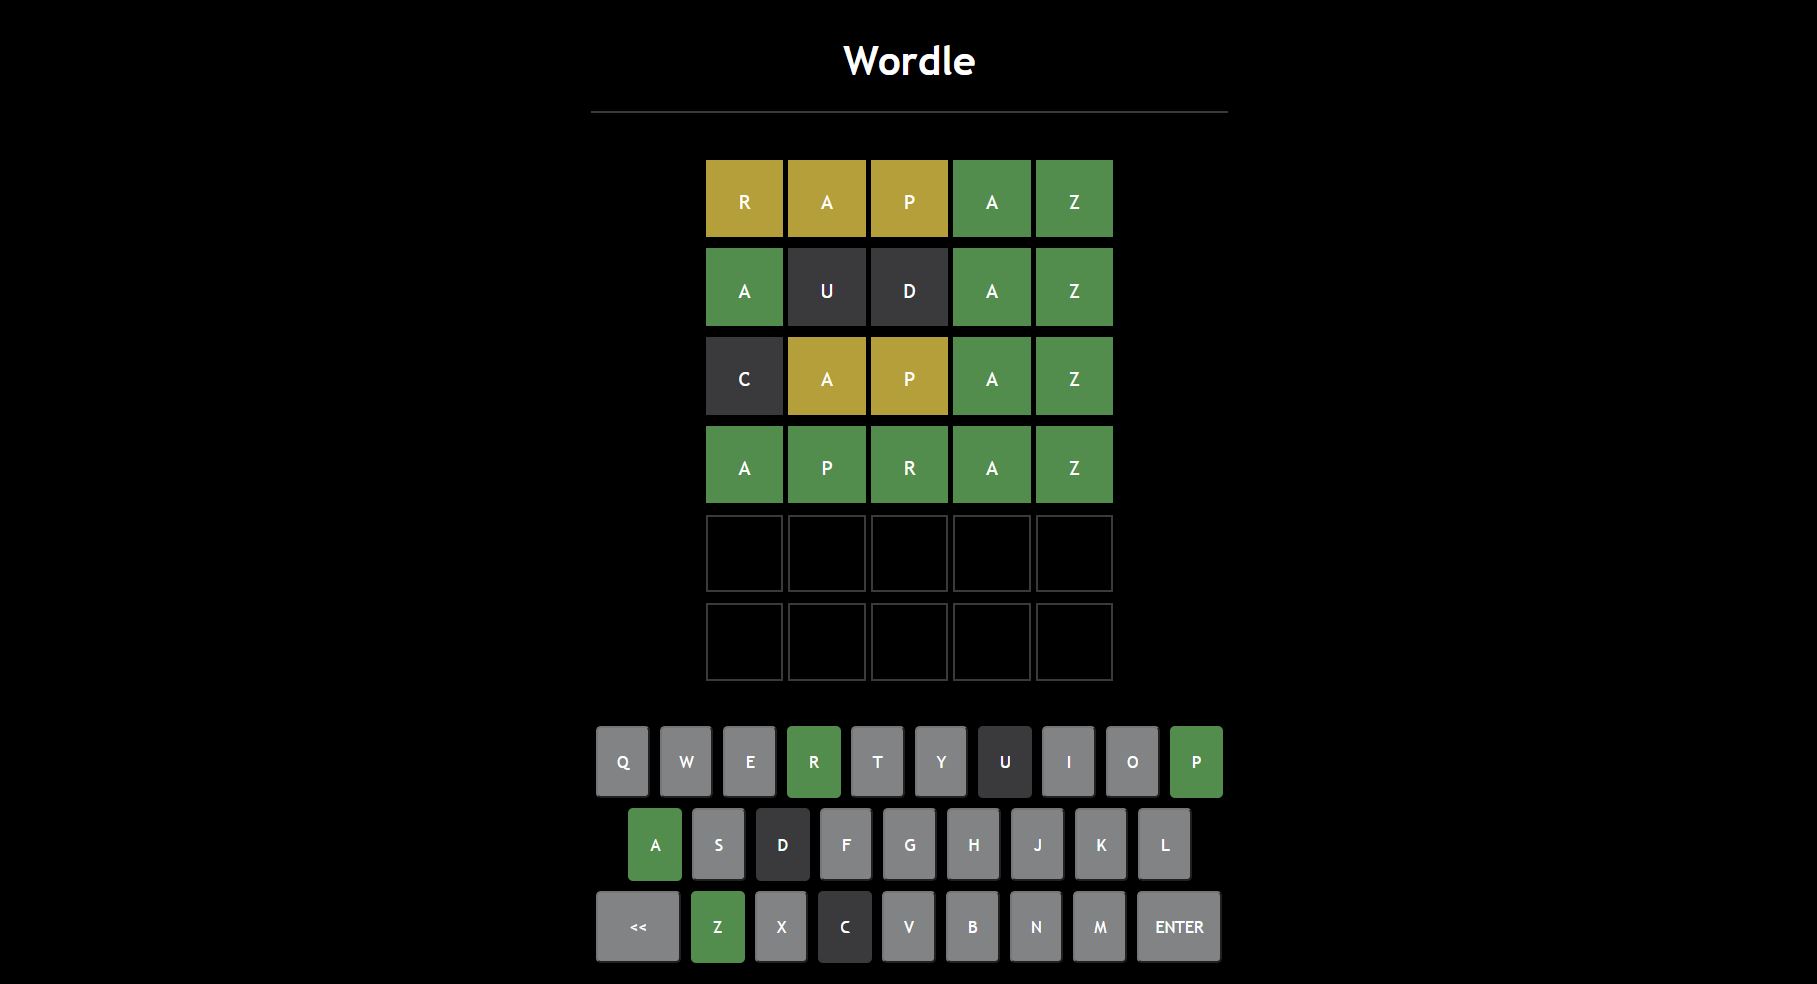 Wordle
R A P A Z
A U D A Z
C A P A Z
A P R A Z
Q W E R T Y U I O P
A S D F G H J K L
<< Z X C V B N M ENTER